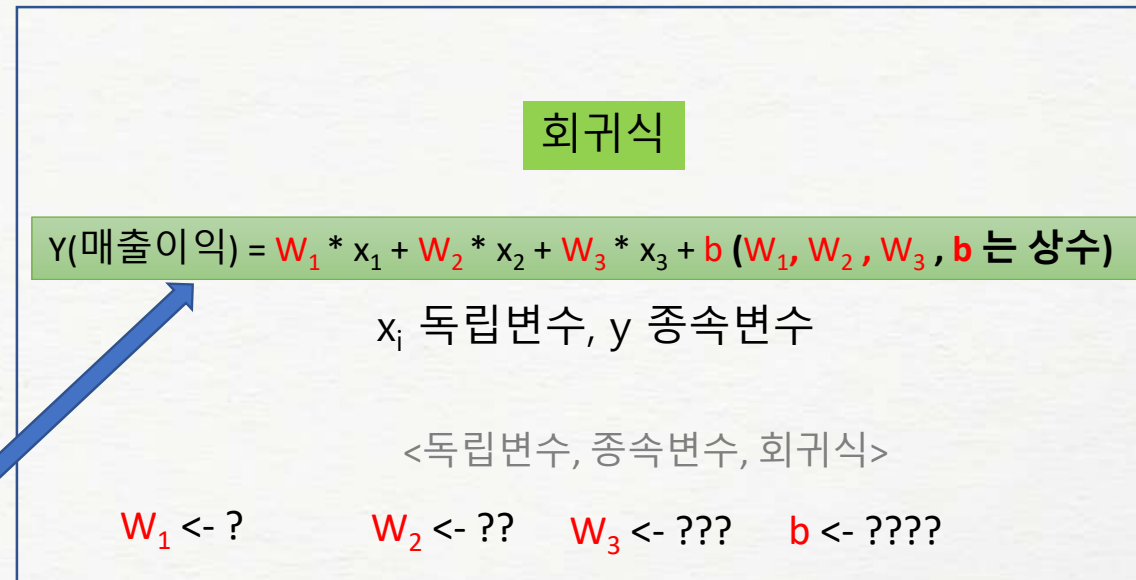 회귀식
Y(매출이익) = W₁ * x₁ + W₂ * x₂ + W₃ * x₃ + b (W₁, W₂ , W₃ , b 는 상수)
xᵢ 독립변수, y 종속변수
<독립변수, 종속변수, 회귀식>
W₁ <- ? W₂ <- ?? W₃ <- ??? b <- ????